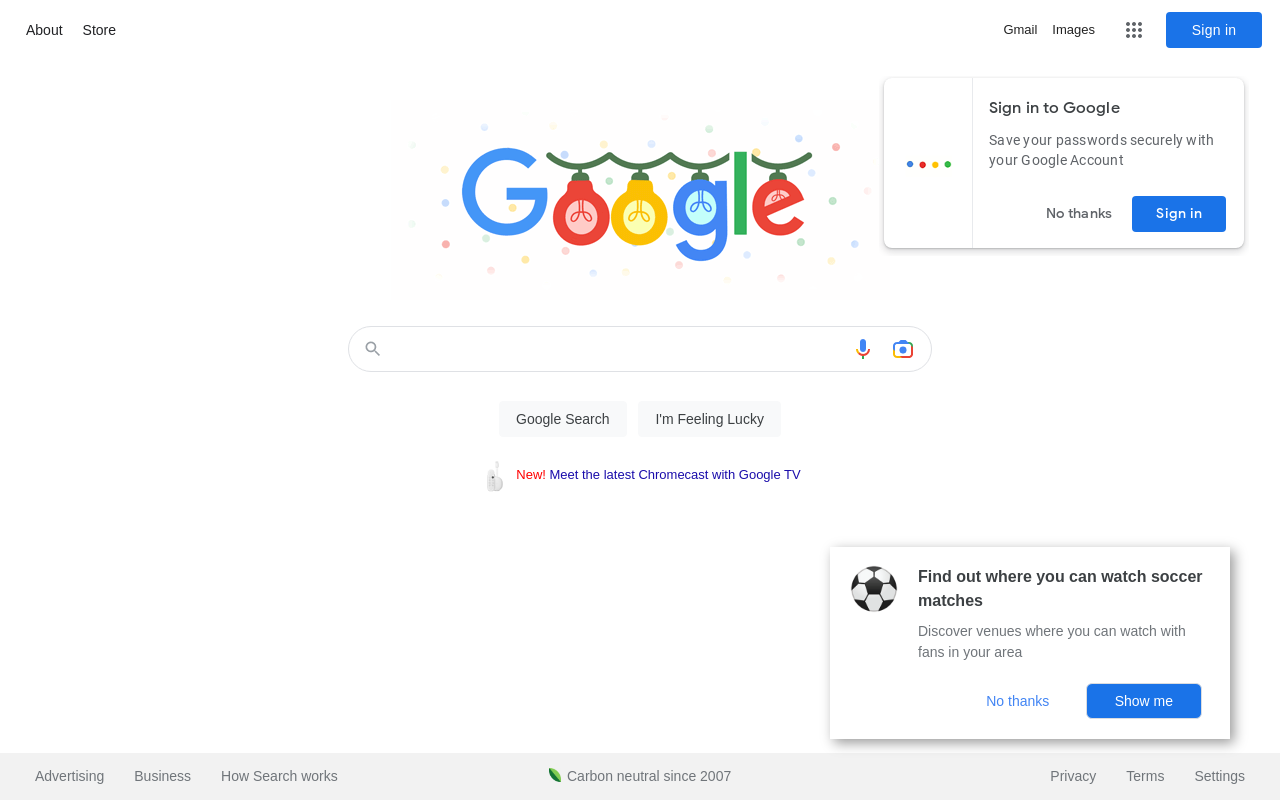 About Store Gmail Images Sign in
Sign in to Google
Save your passwords securely with
your Google Account
No thanks Sign in
Google
Google Search I'm Feeling Lucky
New! Meet the latest Chromecast with Google TV
Find out where you can watch soccer
matches
Discover venues where you can watch with
fans in your area
No thanks Show me
Advertising Business How Search works Carbon neutral since 2007 Privacy Terms Settings